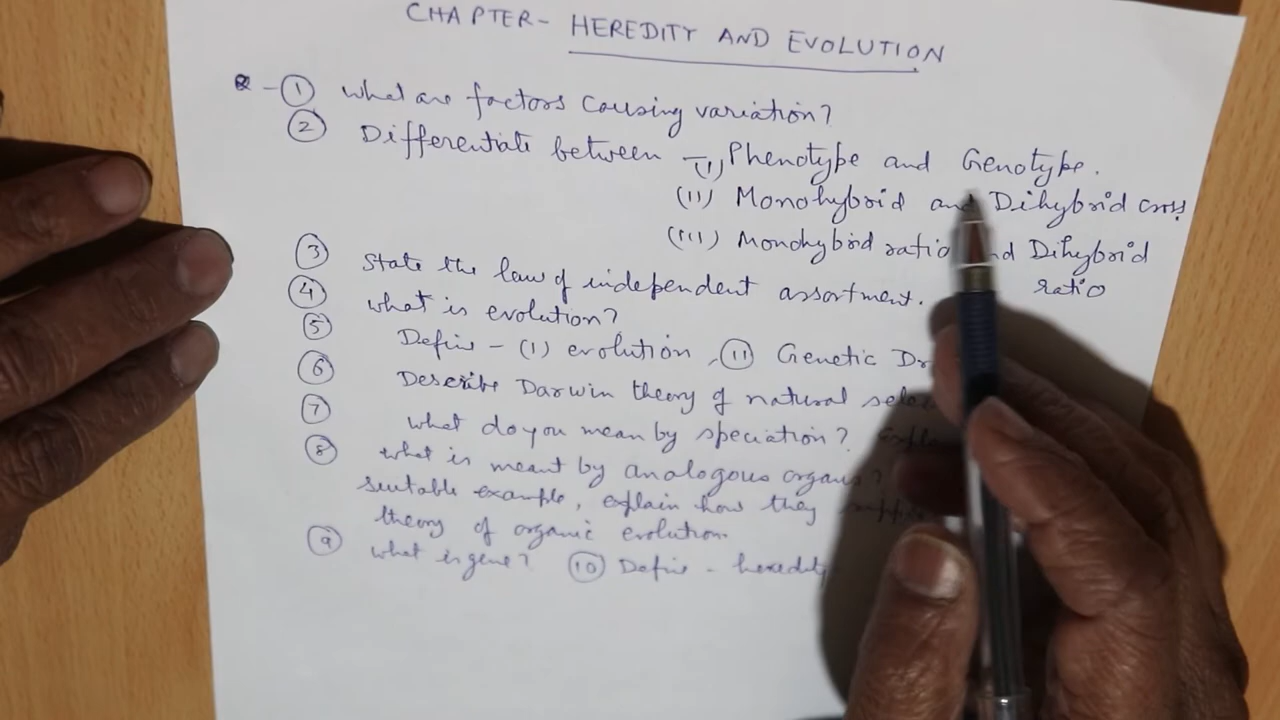 CHAPTER- HEREDITY AND EVOLUTION
Q - ① What are factors causing variation?
② Differentiate between - (I) Phenotype and Genotype.
(II) Monohybrid and Dihybrid cross.
(III) Monohybrid ratio and Dihybrid
ratio
③ State the law of independent assortment.
④ What is evolution?
⑤ Define - (I) evolution, (II) Genetic Dr
⑥ Describe Darwin theory of natural selec
⑦ What do you mean by speciation?
⑧ What is meant by analogous organs?
suitable example, explain how they
theory of organic evolution.
⑨ What is gene? ⑩ Define - heredity